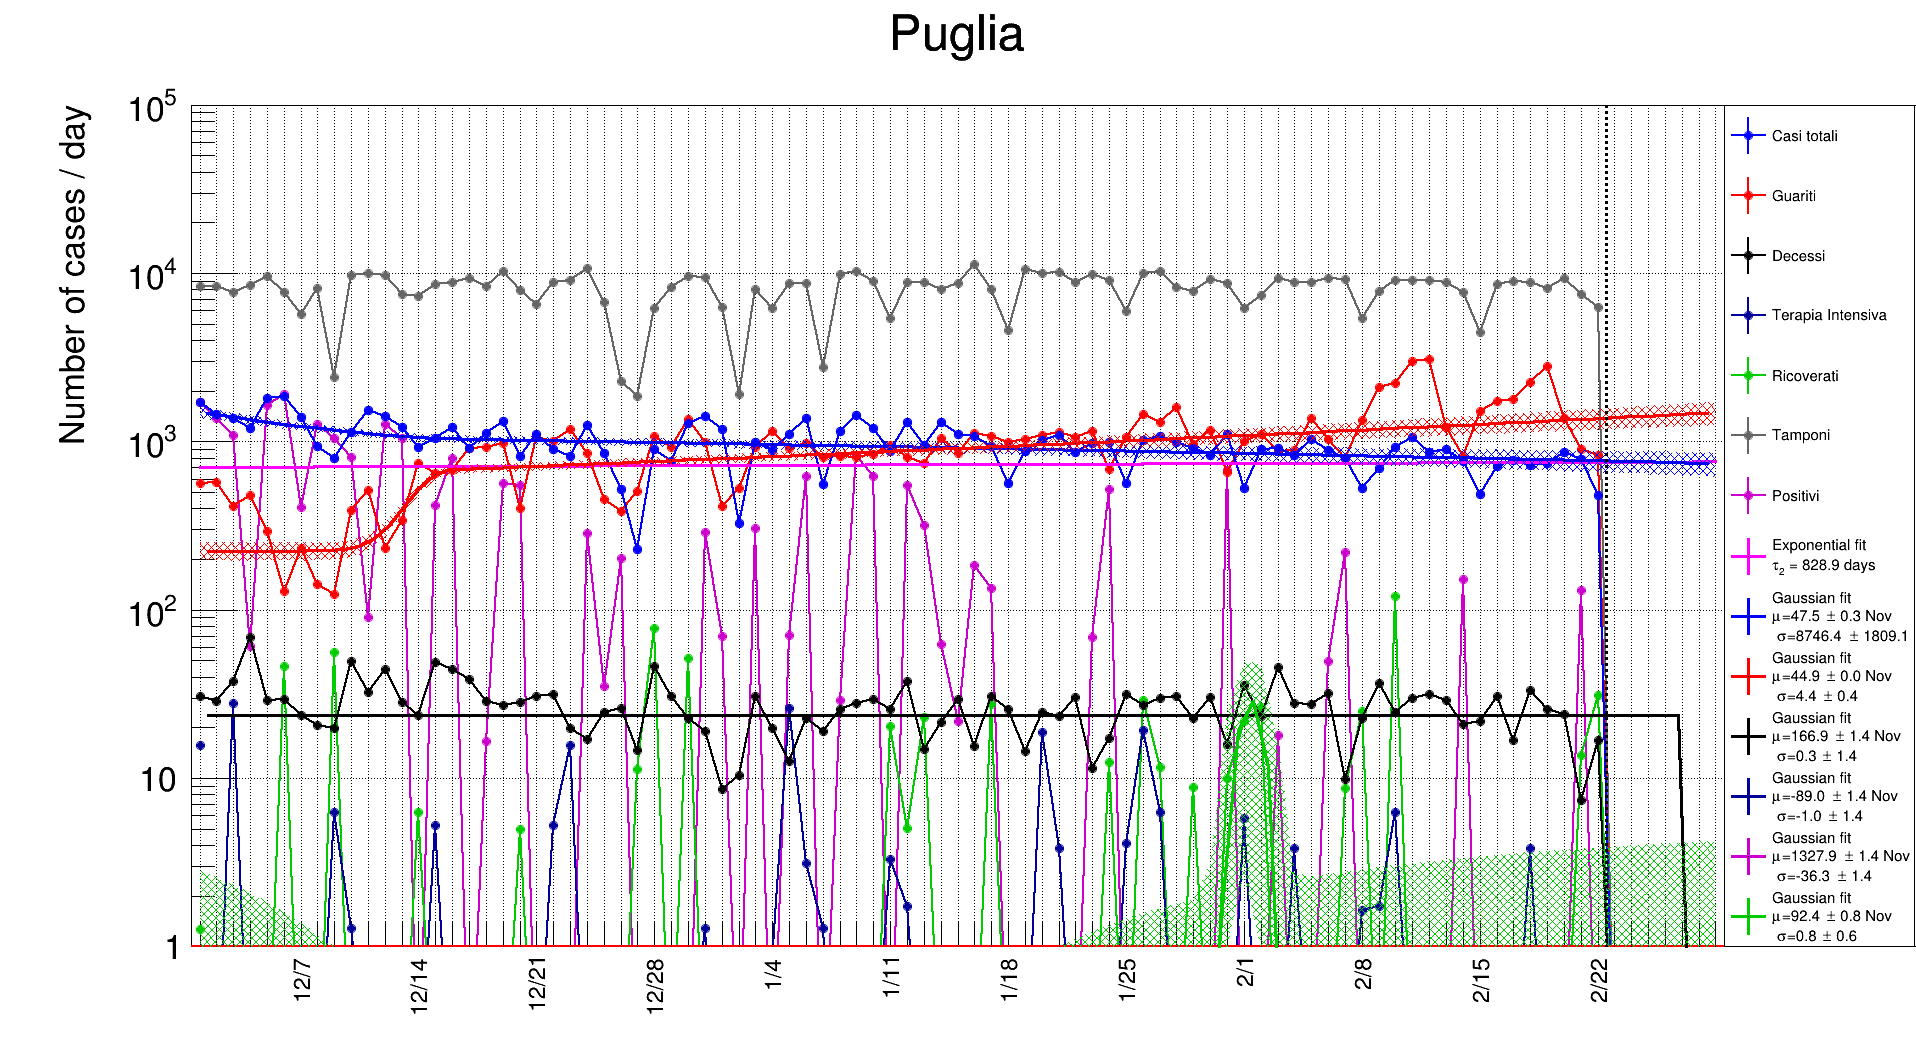 Puglia
Number of cases / day
10^5
10^4
10^3
10^2
10
1
12/7
12/14
12/21
12/28
1/4
1/11
1/18
1/25
2/1
2/8
2/15
2/22
Casi totali
Guariti
Decessi
Terapia Intensiva
Ricoverati
Tamponi
Positivi
Exponential fit
τ₂ = 828.9 days
Gaussian fit
μ=47.5 ± 0.3 Nov
σ=8746.4 ± 1809.1
Gaussian fit
μ=44.9 ± 0.0 Nov
σ=4.4 ± 0.4
Gaussian fit
μ=166.9 ± 1.4 Nov
σ=0.3 ± 1.4
Gaussian fit
μ=-89.0 ± 1.4 Nov
σ=-1.0 ± 1.4
Gaussian fit
μ=1327.9 ± 1.4 Nov
σ=-36.3 ± 1.4
Gaussian fit
μ=92.4 ± 0.8 Nov
σ=0.8 ± 0.6